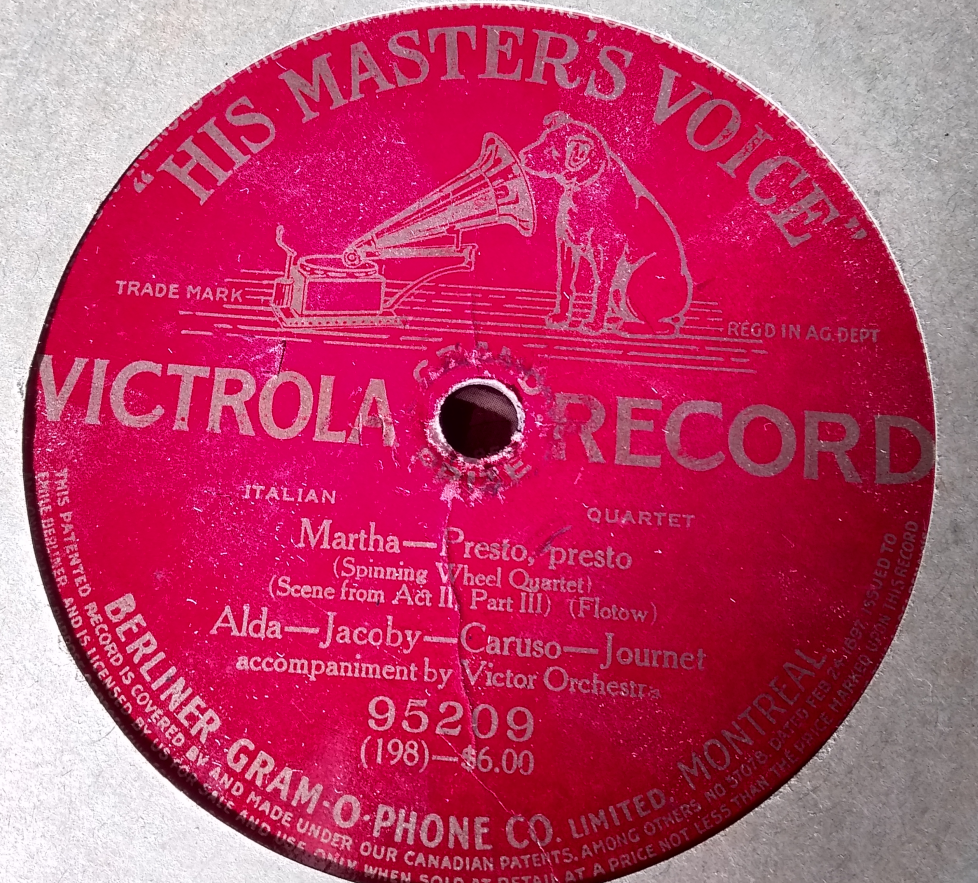 "HIS MASTER'S VOICE"
TRADE MARK
REG'D IN AG. DEPT
VICTROLA RECORD
ITALIAN
QUARTET
Martha—Presto, presto
(Spinning Wheel Quartet)
(Scene from Act II, Part III) (Flotow)
Alda—Jacoby—Caruso—Journet
accompaniment by Victor Orchestra
95209
(198)—$6.00
BERLINER GRAM-O-PHONE CO. LIMITED, MONTREAL
THIS PATENTED RECORD IS COVERED BY AND MADE UNDER OUR CANADIAN PATENTS, AMONG OTHERS, NO 57078, DATED FEB. 24, 1897, ISSUED TO
EMILE BERLINER, AND IS LICENSED BY US FOR SALE AND USE ONLY WHEN SOLD AT RETAIL AT A PRICE NOT LESS THAN THE PRICE MARKED UPON THIS RECORD